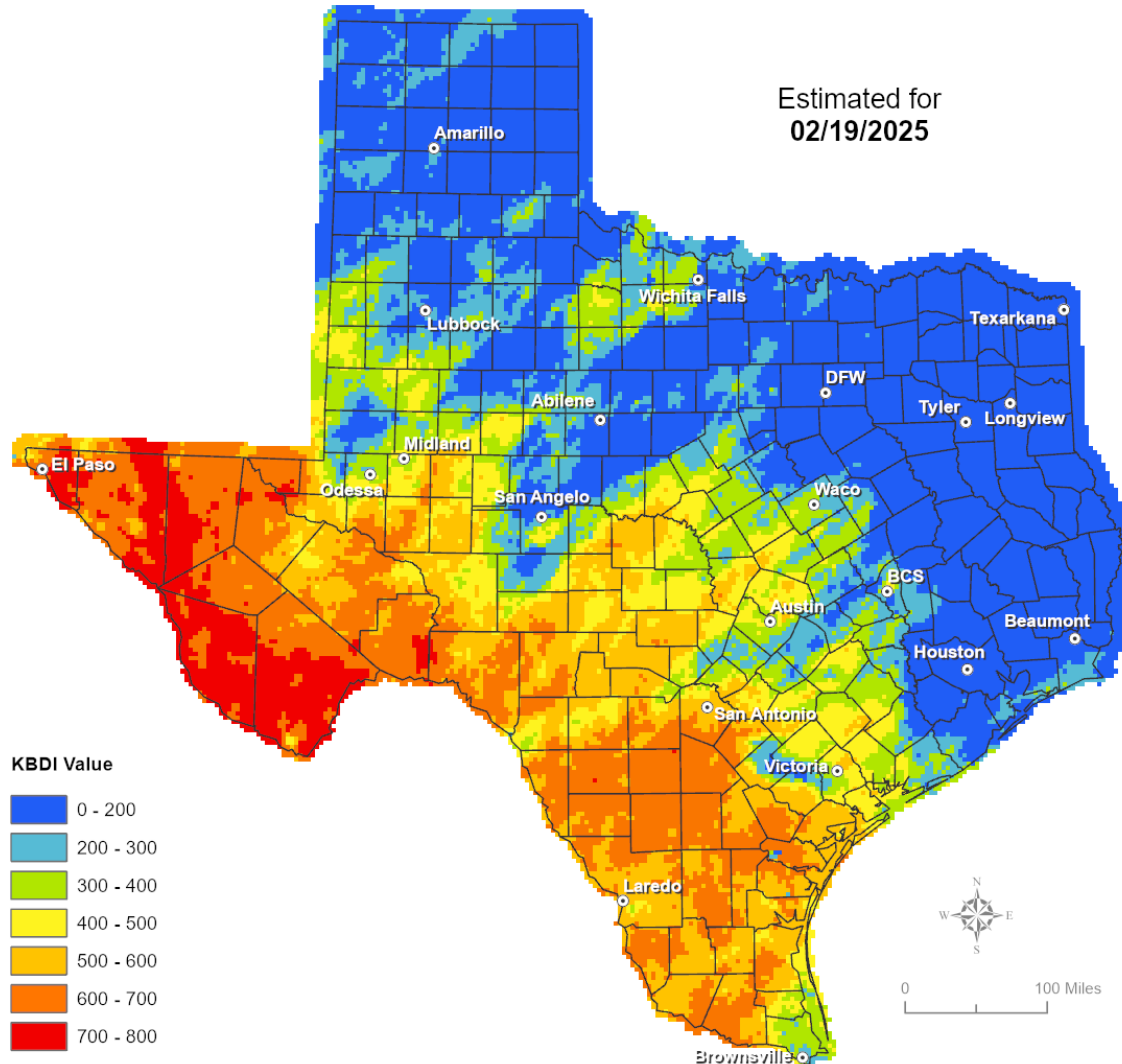 Estimated for
02/19/2025
Amarillo
Wichita Falls
Lubbock
Texarkana
DFW
Abilene
Tyler
Longview
Midland
El Paso
Odessa
San Angelo
Waco
BCS
Austin
Beaumont
Houston
San Antonio
Victoria
Laredo
Brownsville
KBDI Value
0 - 200
200 - 300
300 - 400
400 - 500
500 - 600
600 - 700
700 - 800
N
W
E
S
0
100 Miles